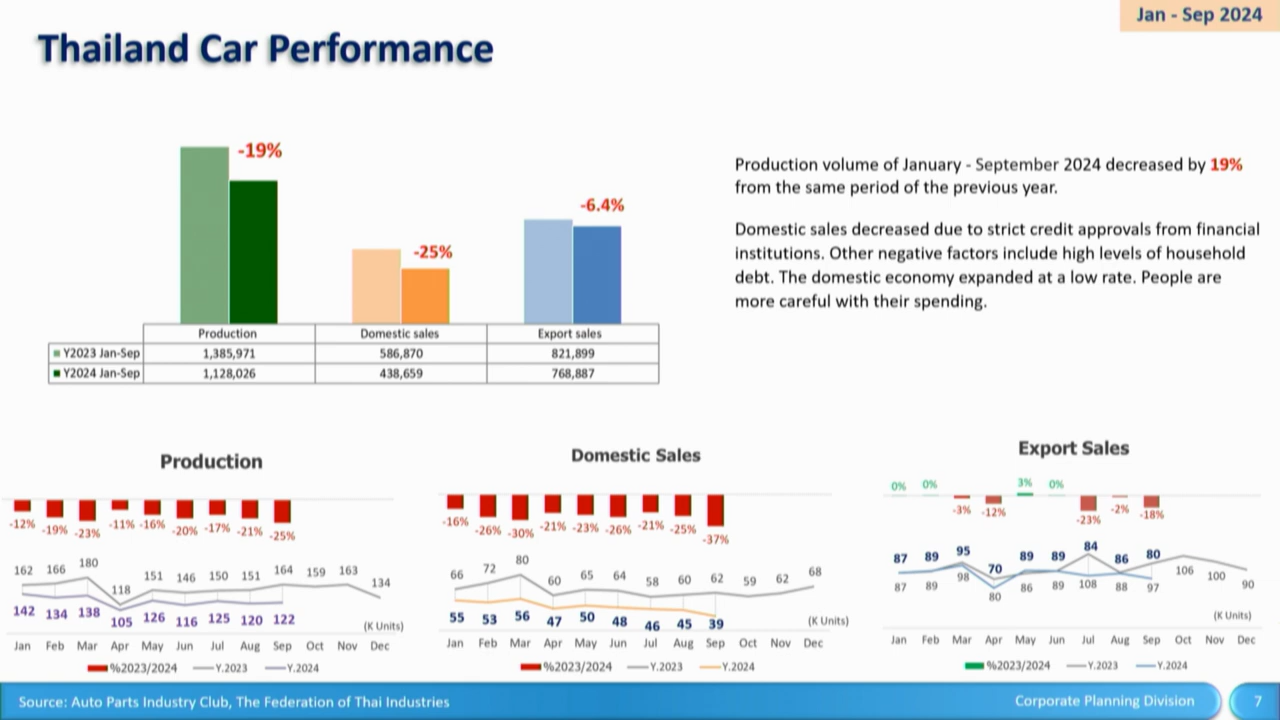 Jan - Sep 2024
Thailand Car Performance
-19%
-25%
-6.4%
Production Domestic sales Export sales
Y2023 Jan-Sep 1,385,971 586,870 821,899
Y2024 Jan-Sep 1,128,026 438,659 768,887
Production volume of January - September 2024 decreased by 19%
from the same period of the previous year.
Domestic sales decreased due to strict credit approvals from financial
institutions. Other negative factors include high levels of household
debt. The domestic economy expanded at a low rate. People are
more careful with their spending.
Production
-12% -19% -23% -11% -16% -20% -17% -21% -25%
162 166 180 118 151 146 150 151 164 159 163 134
142 134 138 105 126 116 125 120 122
(K Units)
Jan Feb Mar Apr May Jun Jul Aug Sep Oct Nov Dec
%2023/2024 Y.2023 Y.2024
Domestic Sales
-16% -26% -30% -21% -23% -26% -21% -25% -37%
66 72 80 60 65 64 58 60 62 59 62 68
55 53 56 47 50 48 46 45 39
(K Units)
Jan Feb Mar Apr May Jun Jul Aug Sep Oct Nov Dec
%2023/2024 Y.2023 Y.2024
Export Sales
0% 0% -3% -12% 3% 0% -23% -2% -18%
87 89 95 70 89 89 84 86 80
87 89 98 80 86 89 108 88 97 106 100 90
(K Units)
Jan Feb Mar Apr May Jun Jul Aug Sep Oct Nov Dec
%2023/2024 Y.2023 Y.2024
Source: Auto Parts Industry Club, The Federation of Thai Industries
Corporate Planning Division
7